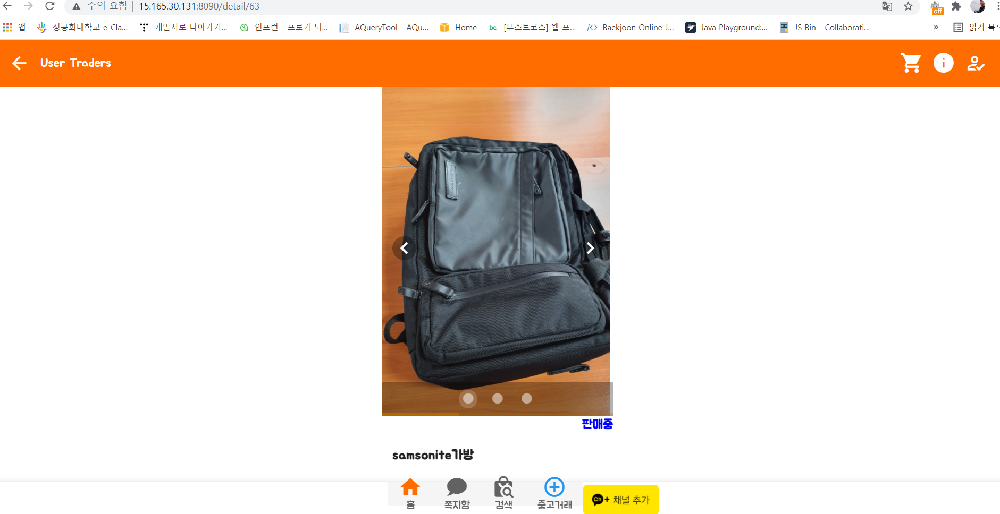 주의 요함 | 15.165.30.131:8090/detail/63
off
앱 성공회대학교 e-Cla... 개발자로 나아가기... 인프런 - 프로가 되... AQueryTool - AQu... Home bc [부스트코스] 웹 프... Baekjoon Online J... Java Playground:... JS Bin - Collaborati... » 읽기 목록
User Traders
판매중
samsonite가방
홈 쪽지함 검색 중고거래 Ch+ 채널 추가